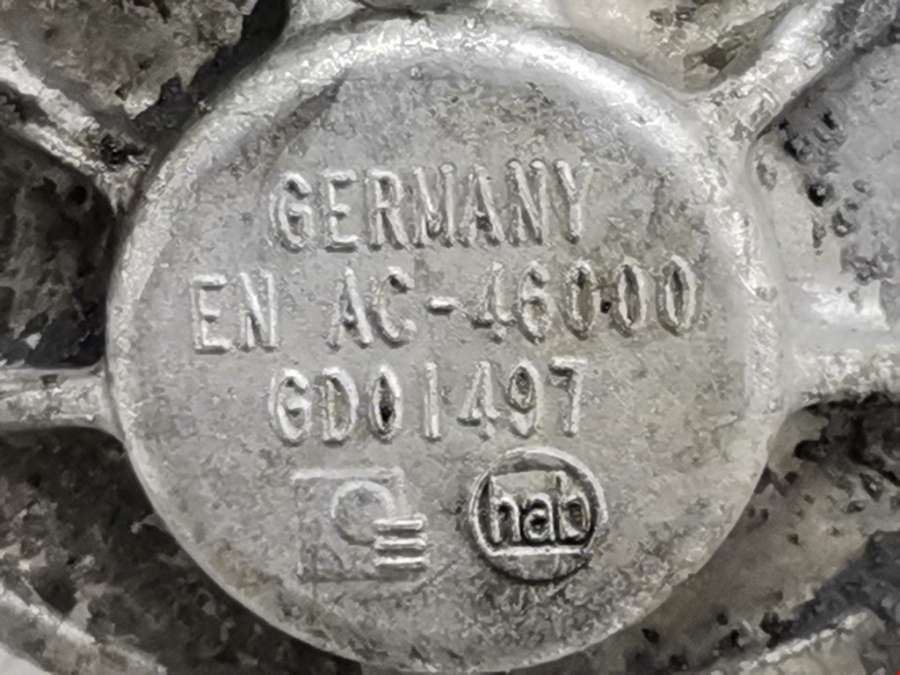 GERMANY
EN AC-46000
GD01497
hab